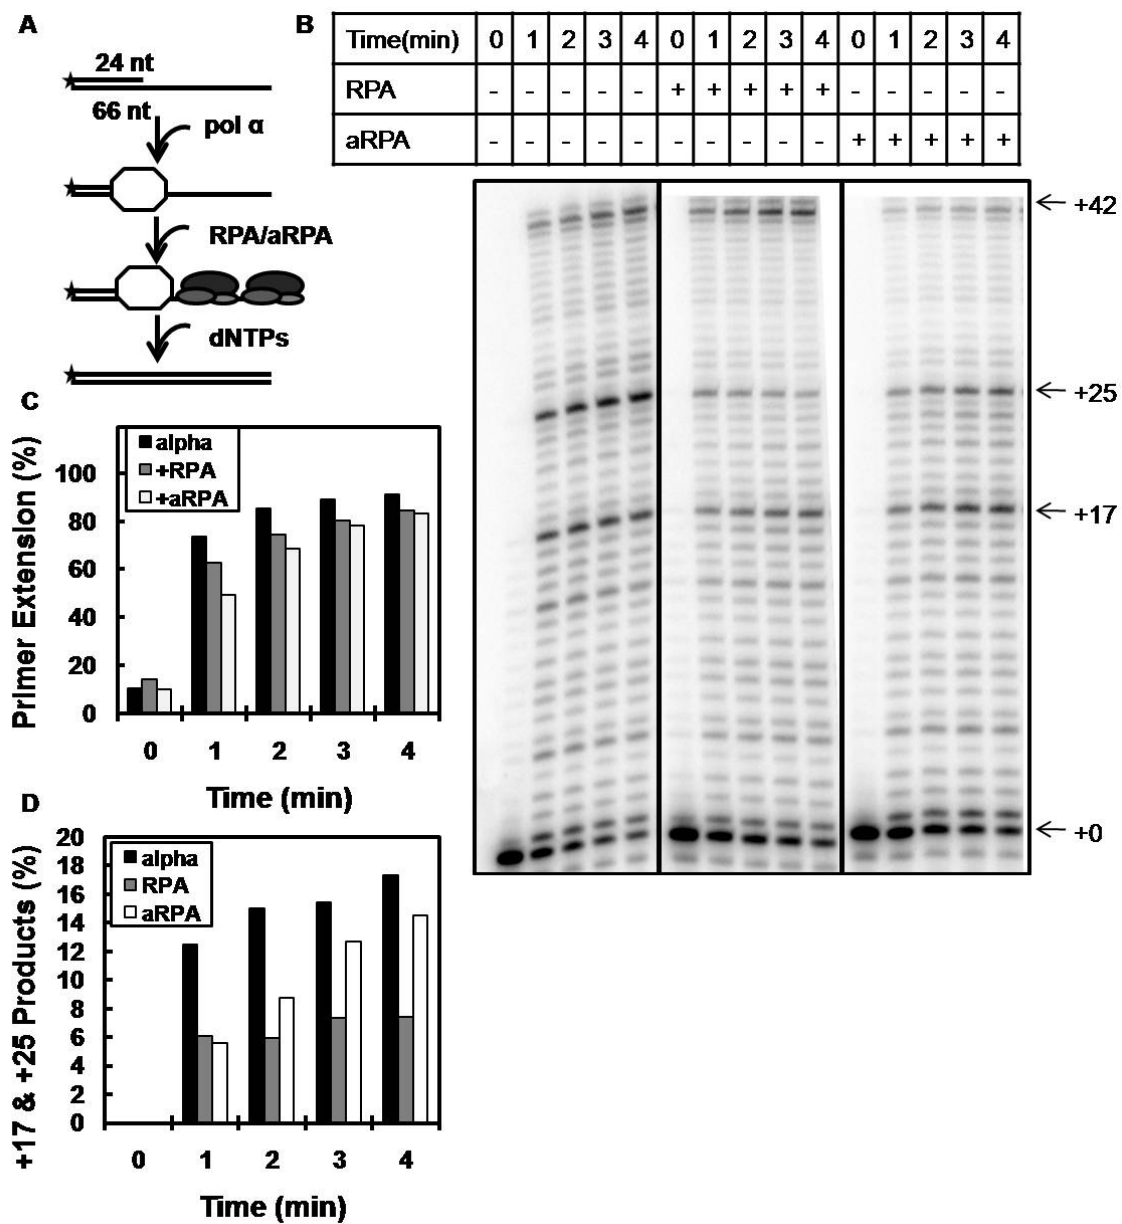 A
24 nt
66 nt
pol α
RPA/aRPA
dNTPs
B
Time(min) 0 1 2 3 4 0 1 2 3 4 0 1 2 3 4
RPA - - - - - + + + + + - - - - -
aRPA - - - - - - - - - - + + + + +
+42
+25
+17
+0
C
Primer Extension (%)
alpha
+RPA
+aRPA
100
80
60
40
20
0
0 1 2 3 4
Time (min)
D
+17 & +25 Products (%)
alpha
RPA
aRPA
20
18
16
14
12
10
8
6
4
2
0
0 1 2 3 4
Time (min)